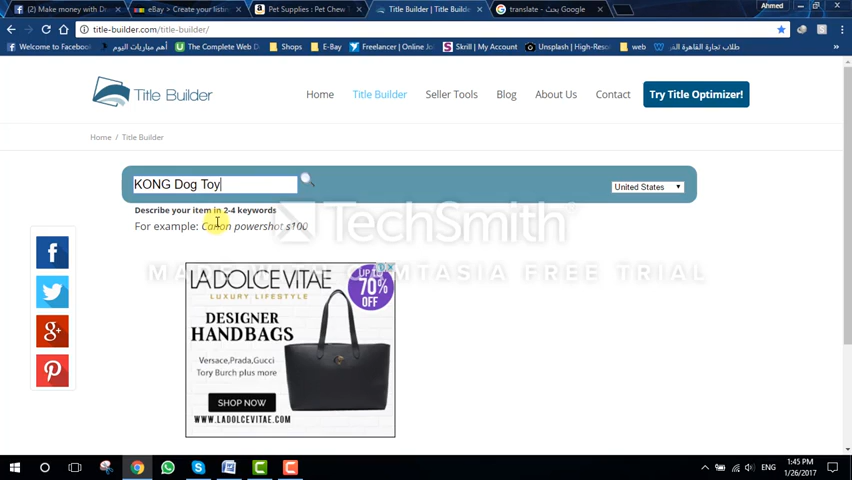 (2) Make money with Dr
eBay > Create your listing
Pet Supplies : Pet Chew
Title Builder | Title Builde
translate - بحث Google
Ahmed
title-builder.com/title-builder/
Welcome to Facebook
أهم مباريات اليوم
The Complete Web D
Shops
E-Bay
Freelancer | Online Jo
Skrill | My Account
Unsplash | High-Reso
web
طلاب تجارة القاهرة
»
Title Builder
Home
Title Builder
Seller Tools
Blog
About Us
Contact
Try Title Optimizer!
Home / Title Builder
KONG Dog Toy
United States
Describe your item in 2-4 keywords
For example: Canon powershot s100
TechSmith
MADE WITH CAMTASIA FREE TRIAL
LA DOLCE VITAE
LUXURY LIFESTYLE
UP TO
70%
OFF
DESIGNER
HANDBAGS
Versace,Prada,Gucci
Tory Burch plus more
SHOP NOW
WWW.LADOLCEVITAE.COM
ENG
1:45 PM
1/26/2017